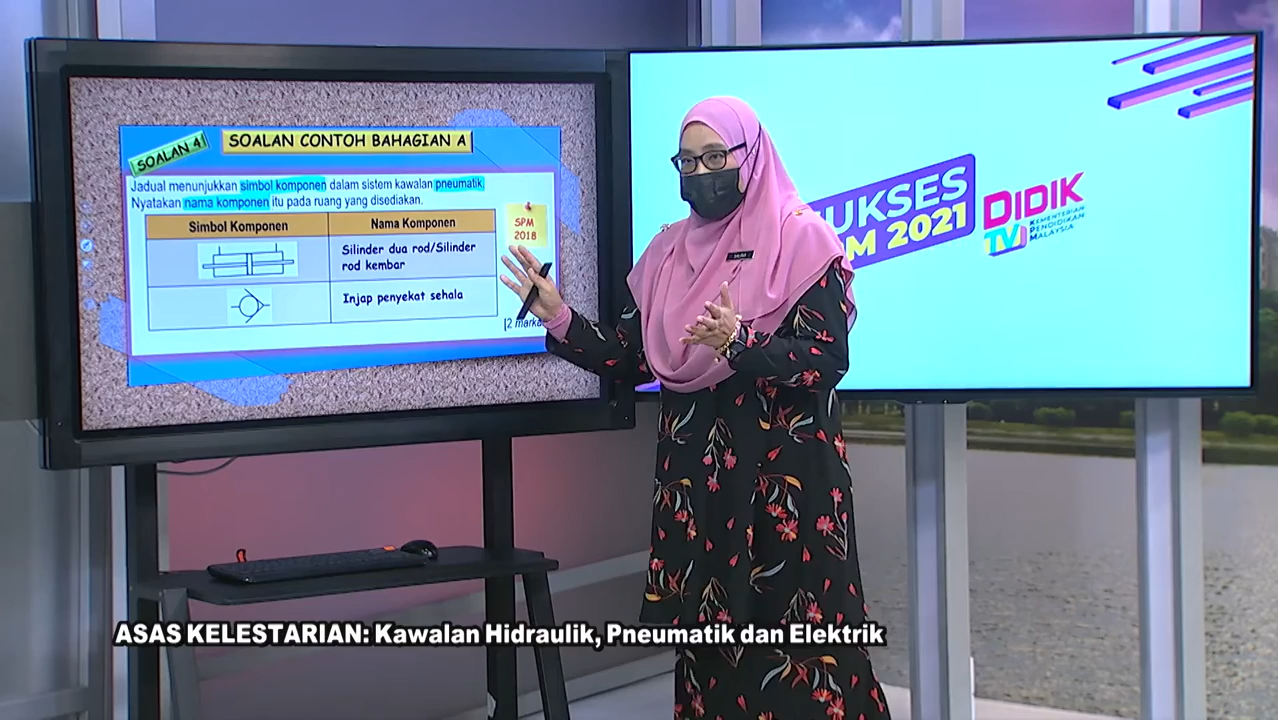 SOALAN 4
SOALAN CONTOH BAHAGIAN A
Jadual menunjukkan simbol komponen dalam sistem kawalan pneumatik
Nyatakan nama komponen itu pada ruang yang disediakan.
Simbol Komponen
Nama Komponen
Silinder dua rod/Silinder
rod kembar
Injap penyekat sehala
SPM
2018
[2
UKSES
M 2021
DIDIK
TV
KEMENTERIAN
PENDIDIKAN
MALAYSIA
ASAS KELESTARIAN: Kawalan Hidraulik, Pneumatik dan Elektrik